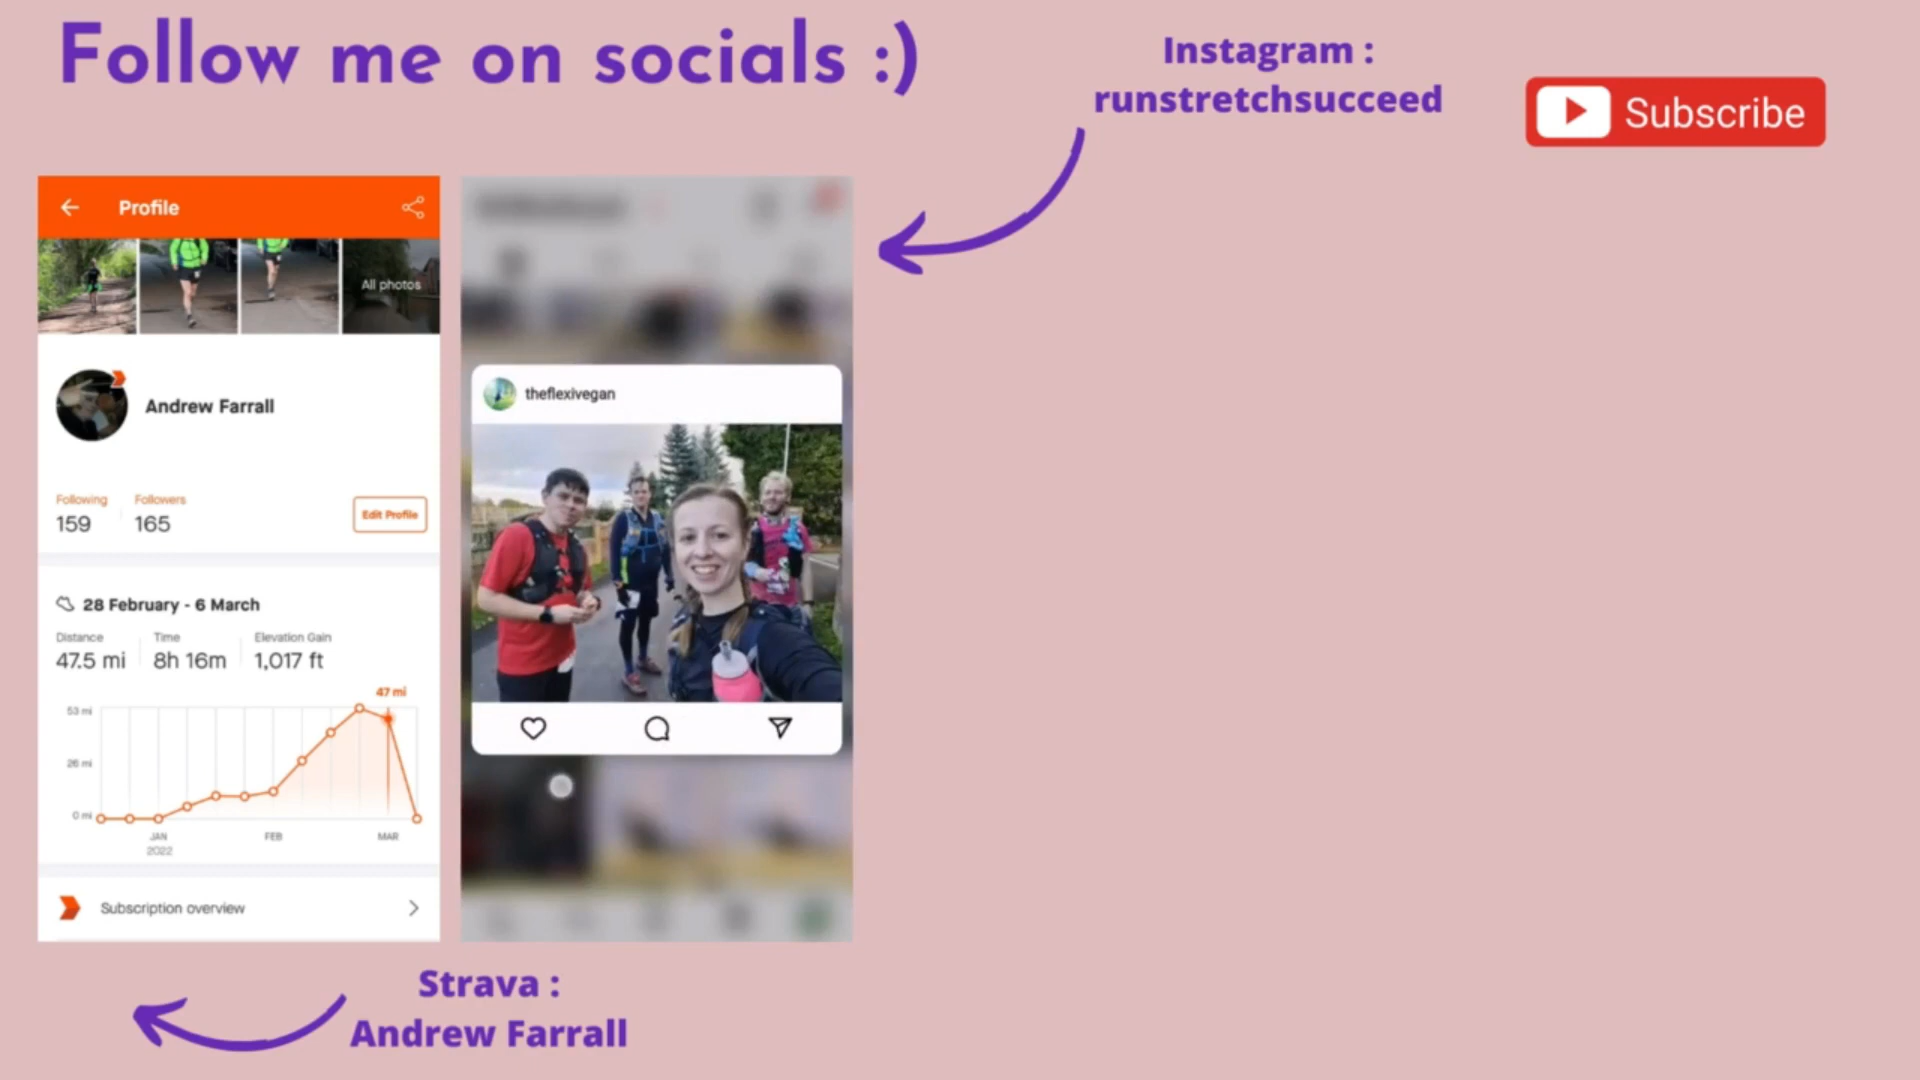 Follow me on socials :)
Instagram :
runstretchsucceed
Subscribe
Profile
All photos
Andrew Farrall
Following
Followers
159
165
Edit Profile
28 February - 6 March
Distance
Time
Elevation Gain
47.5 mi
8h 16m
1,017 ft
47 mi
53 mi
26 mi
0 mi
JAN
FEB
MAR
2022
Subscription overview
theflexivegan
Strava :
Andrew Farrall